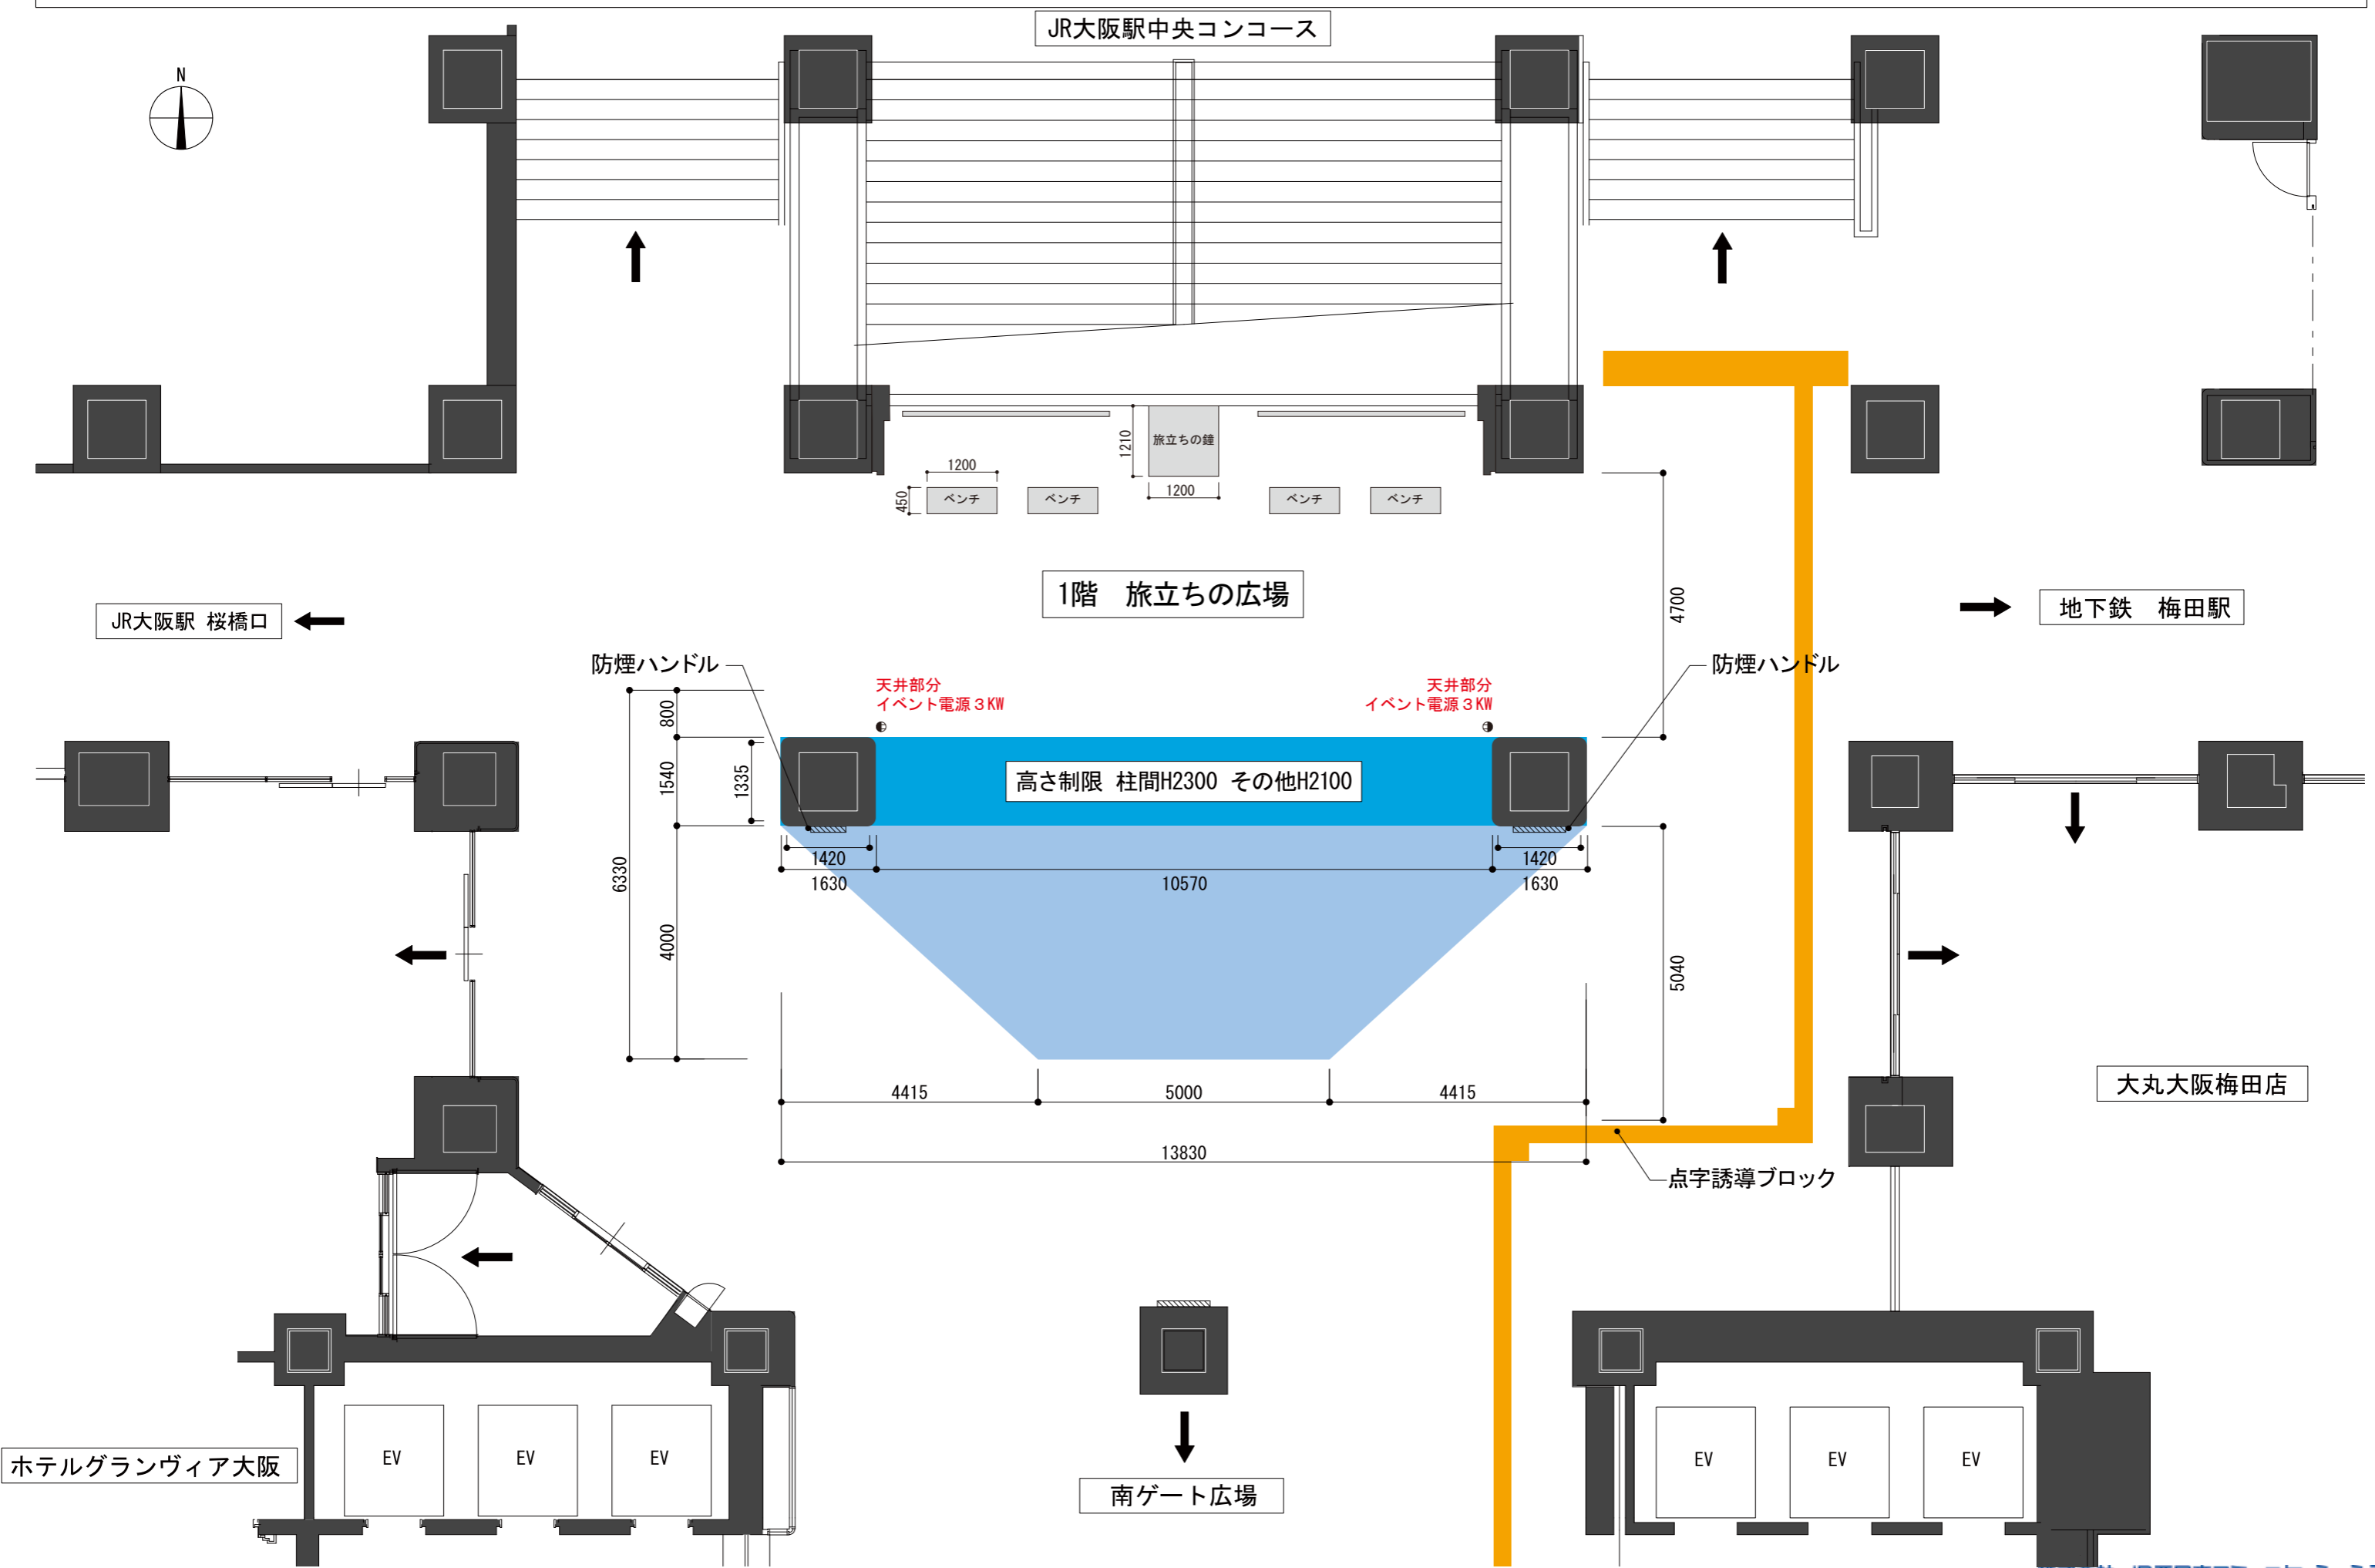 JR大阪駅中央コンコース
N
旅立ちの鐘
1210
1200
1200
450
ベンチ
ベンチ
ベンチ
ベンチ
1階　旅立ちの広場
4700
JR大阪駅 桜橋口
地下鉄　梅田駅
防煙ハンドル
防煙ハンドル
天井部分
イベント電源３KW
天井部分
イベント電源３KW
800
1540
1335
6330
4000
高さ制限 柱間H2300 その他H2100
1420
1630
10570
1420
1630
5040
4415
5000
4415
13830
大丸大阪梅田店
点字誘導ブロック
EV
EV
EV
EV
EV
EV
ホテルグランヴィア大阪
南ゲート広場